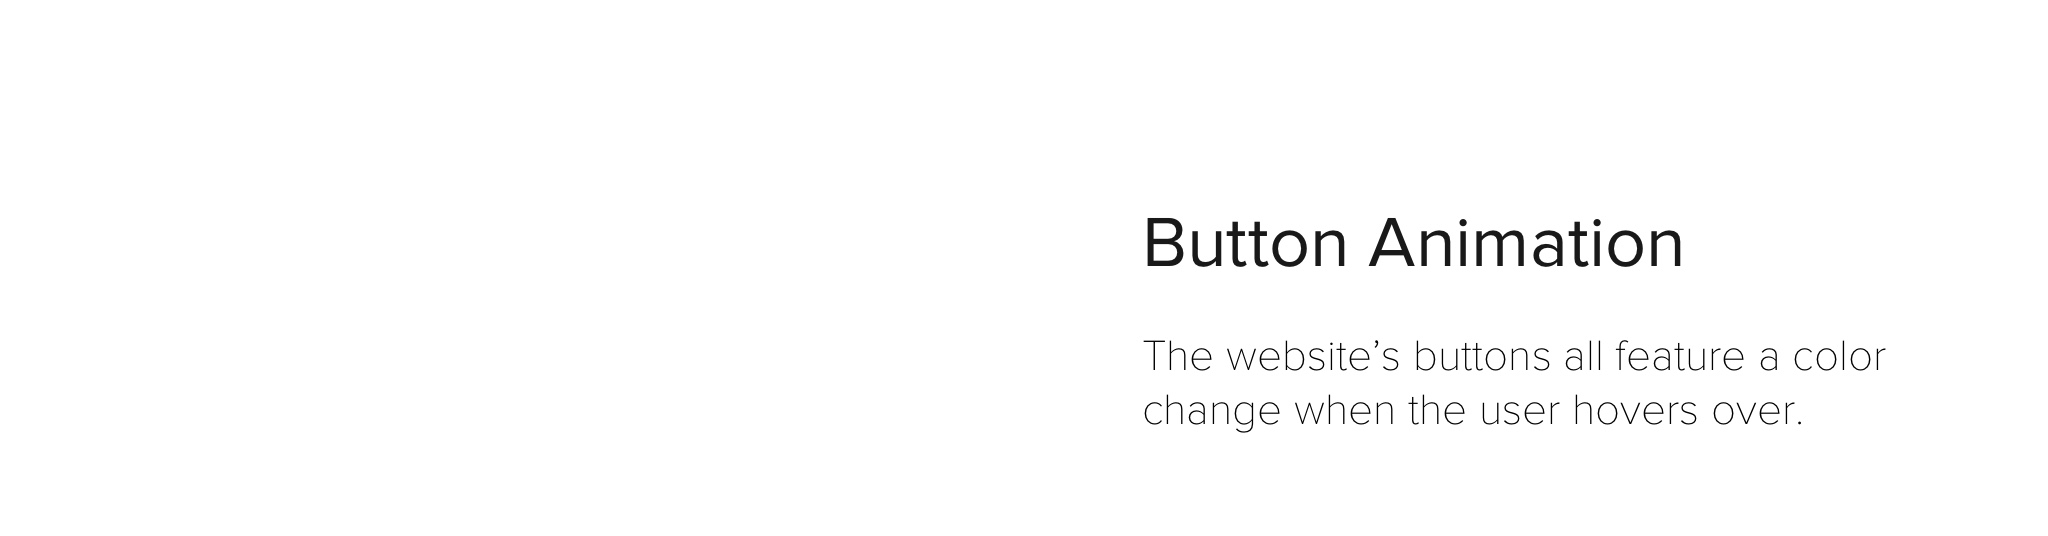 Button Animation
The website’s buttons all feature a color
change when the user hovers over.